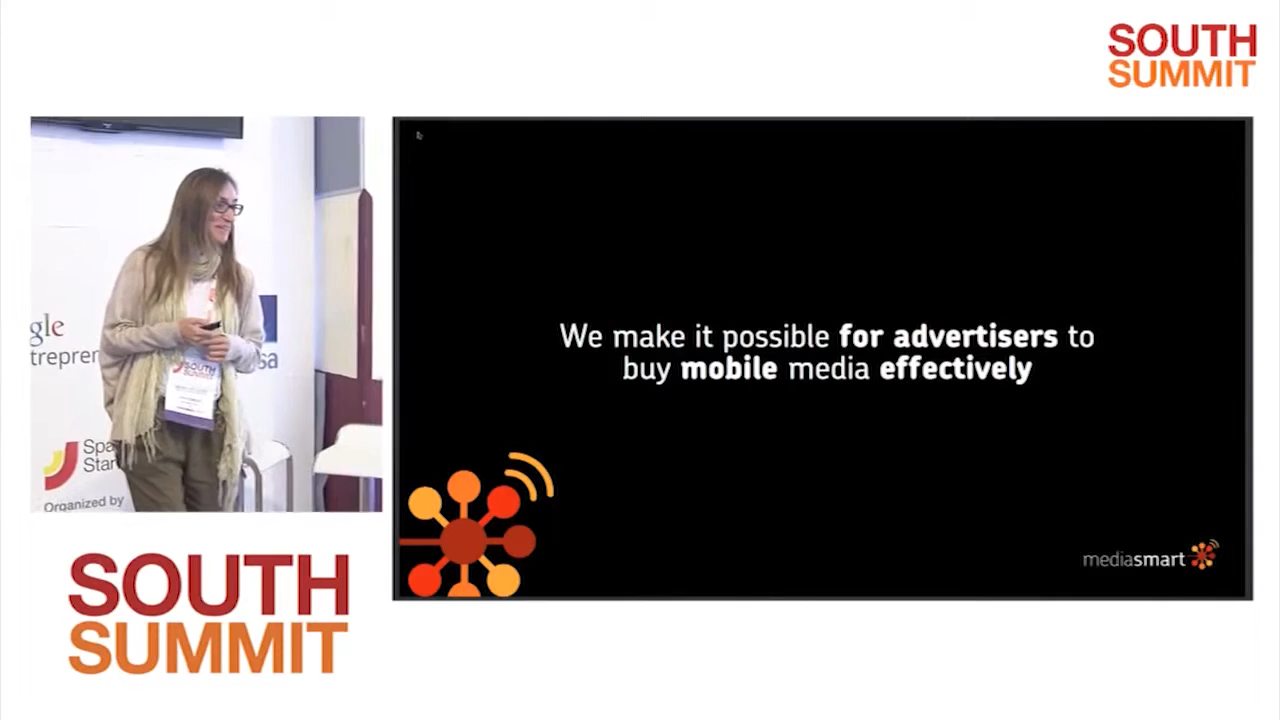 SOUTH
SUMMIT
gle
trepren
sa
Spa
Star
Organized by
SOUTH
SUMMIT
We make it possible for advertisers to
buy mobile media effectively
mediasmart
SOUTH
SUMMIT